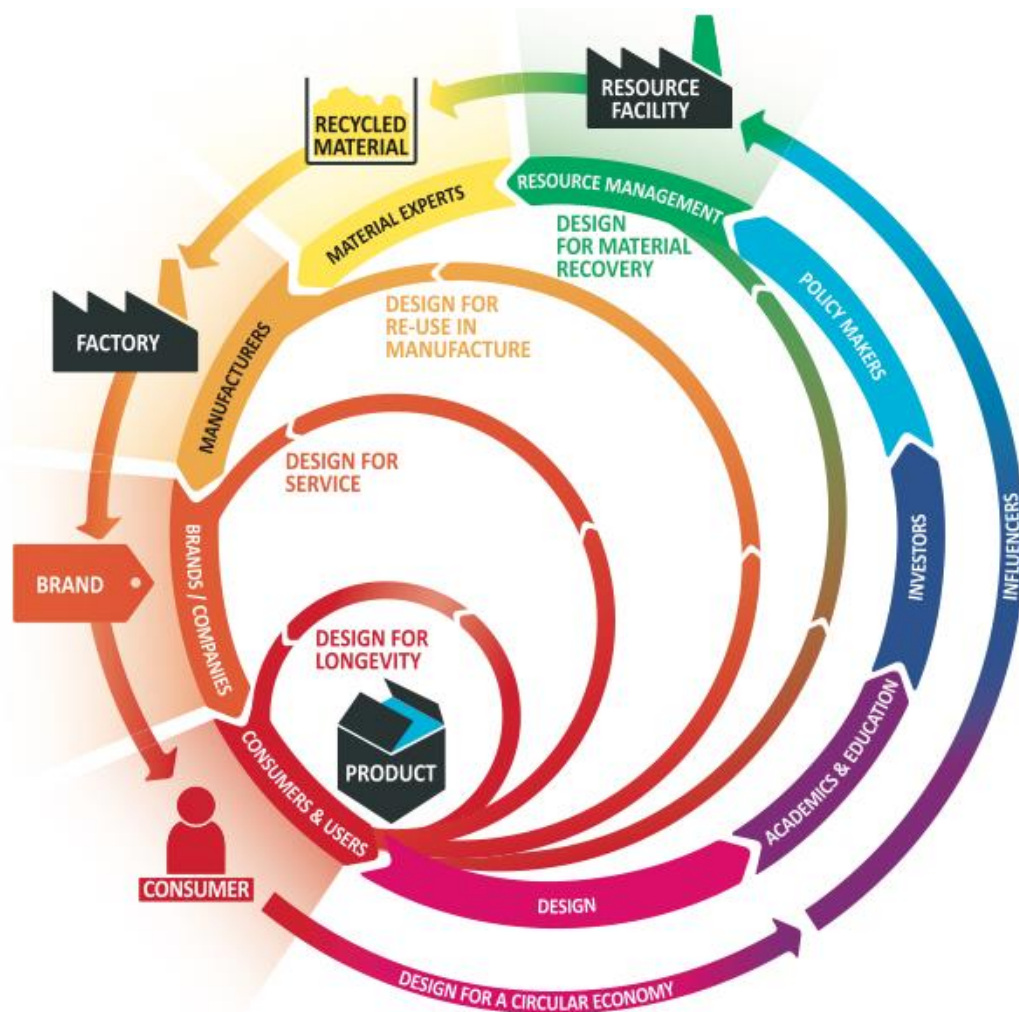 RESOURCE
FACILITY
RECYCLED
MATERIAL
RESOURCE MANAGEMENT
MATERIAL EXPERTS
DESIGN
FOR MATERIAL
RECOVERY
POLICY MAKERS
DESIGN FOR
RE-USE IN
MANUFACTURE
FACTORY
MANUFACTURERS
DESIGN FOR
SERVICE
INVESTORS
INFLUENCERS
BRAND
BRANDS / COMPANIES
DESIGN FOR
LONGEVITY
PRODUCT
CONSUMERS & USERS
ACADEMICS & EDUCATION
CONSUMER
DESIGN
DESIGN FOR A CIRCULAR ECONOMY